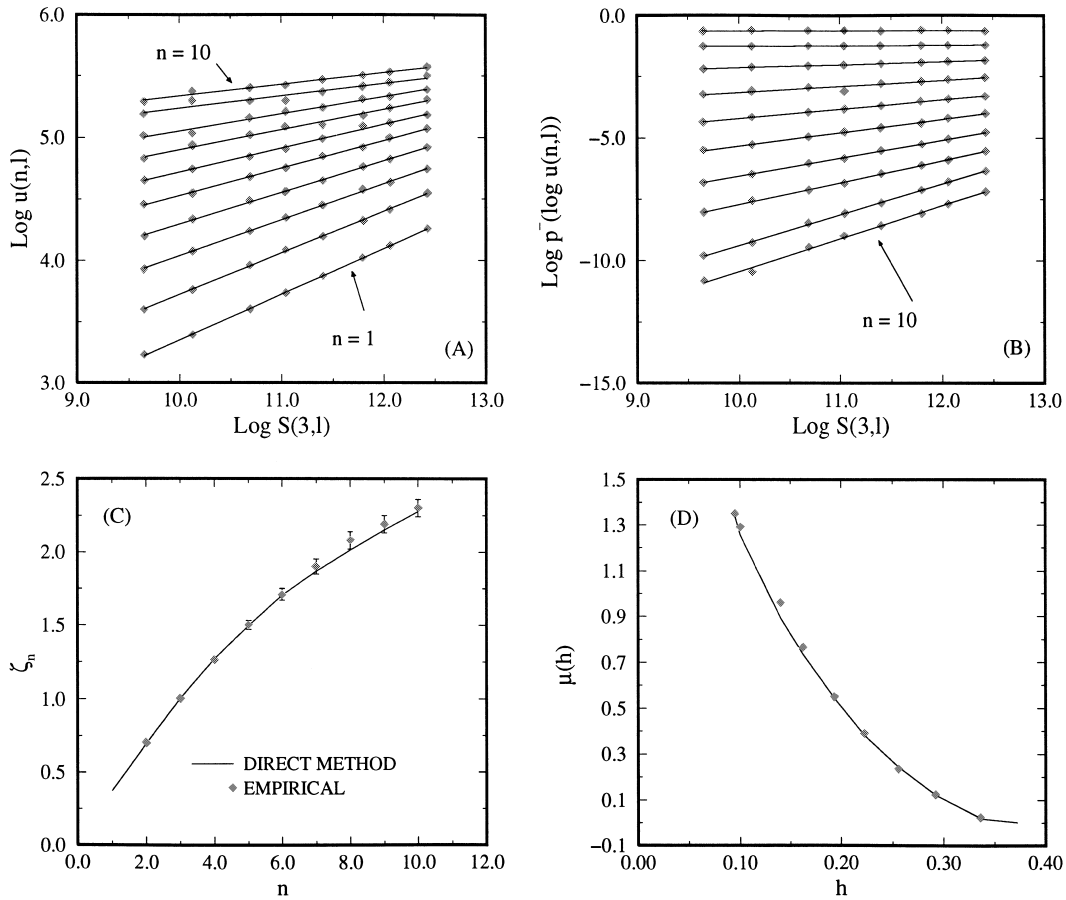 6.0
5.0
4.0
3.0
Log u(n,l)
n = 10
n = 1
(A)
9.0 10.0 11.0 12.0 13.0
Log S(3,l)
0.0
−5.0
−10.0
−15.0
Log p⁻(log u(n,l))
n = 10
(B)
9.0 10.0 11.0 12.0 13.0
Log S(3,l)
2.5
2.0
1.5
1.0
0.5
0.0
ζn
(C)
DIRECT METHOD
EMPIRICAL
0.0 2.0 4.0 6.0 8.0 10.0 12.0
n
1.5
1.3
1.1
0.9
0.7
0.5
0.3
0.1
−0.1
μ(h)
(D)
0.00 0.10 0.20 0.30 0.40
h